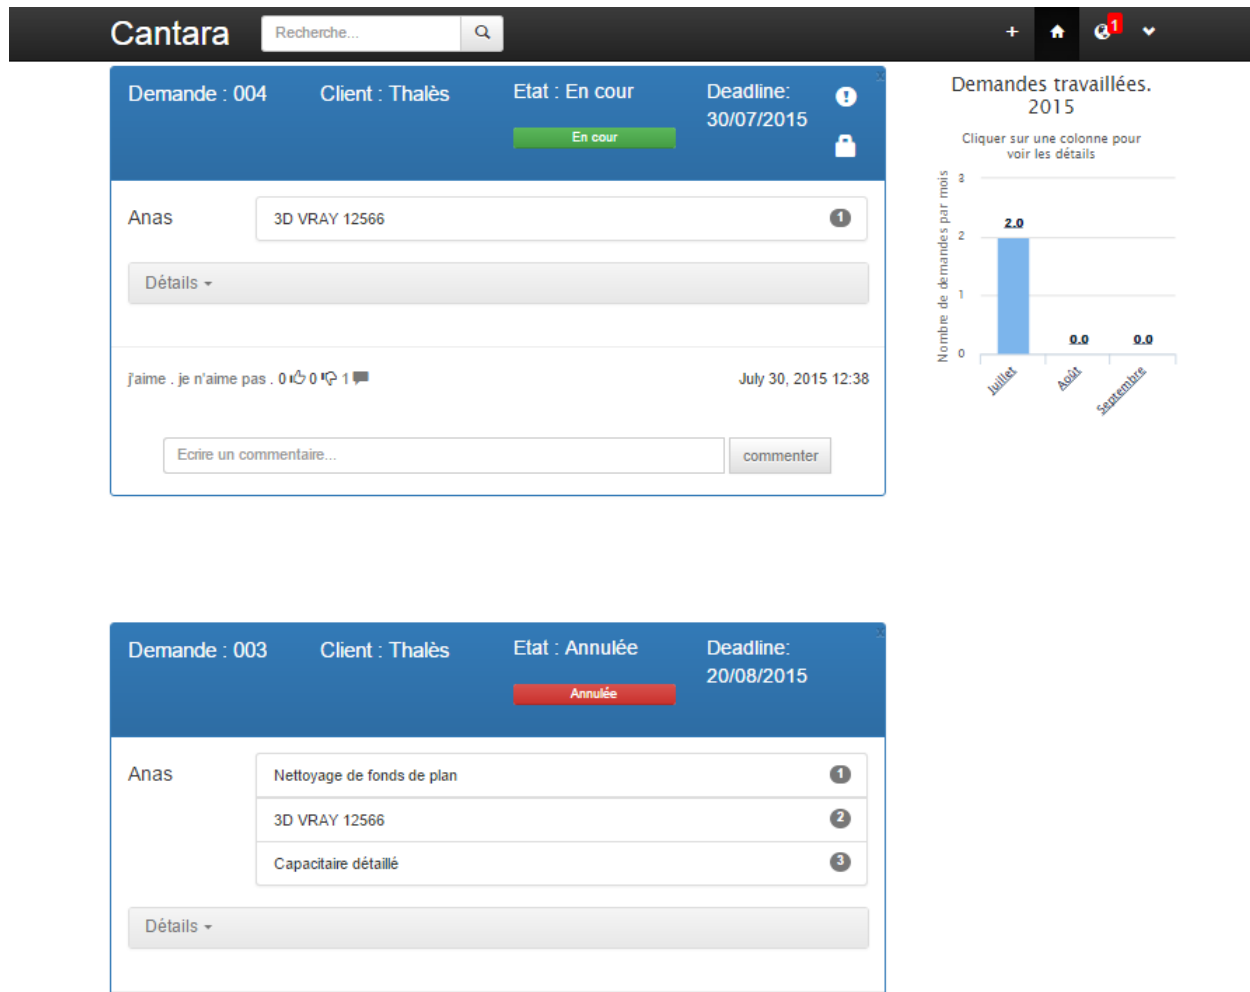 Cantara
Recherche...
1
Demande : 004
Client : Thalès
Etat : En cour
En cour
Deadline:
30/07/2015
x
Anas
3D VRAY 12566
1
Détails
j'aime . je n'aime pas . 0 0 1
July 30, 2015 12:38
Ecrire un commentaire...
commenter
Demandes travaillées.
2015
Cliquer sur une colonne pour
voir les détails
Nombre de demandes par mois
3
2
1
0
2.0
0.0
0.0
Juillet
Août
Septembre
Demande : 003
Client : Thalès
Etat : Annulée
Annulée
Deadline:
20/08/2015
x
Anas
Nettoyage de fonds de plan
1
3D VRAY 12566
2
Capacitaire détaillé
3
Détails